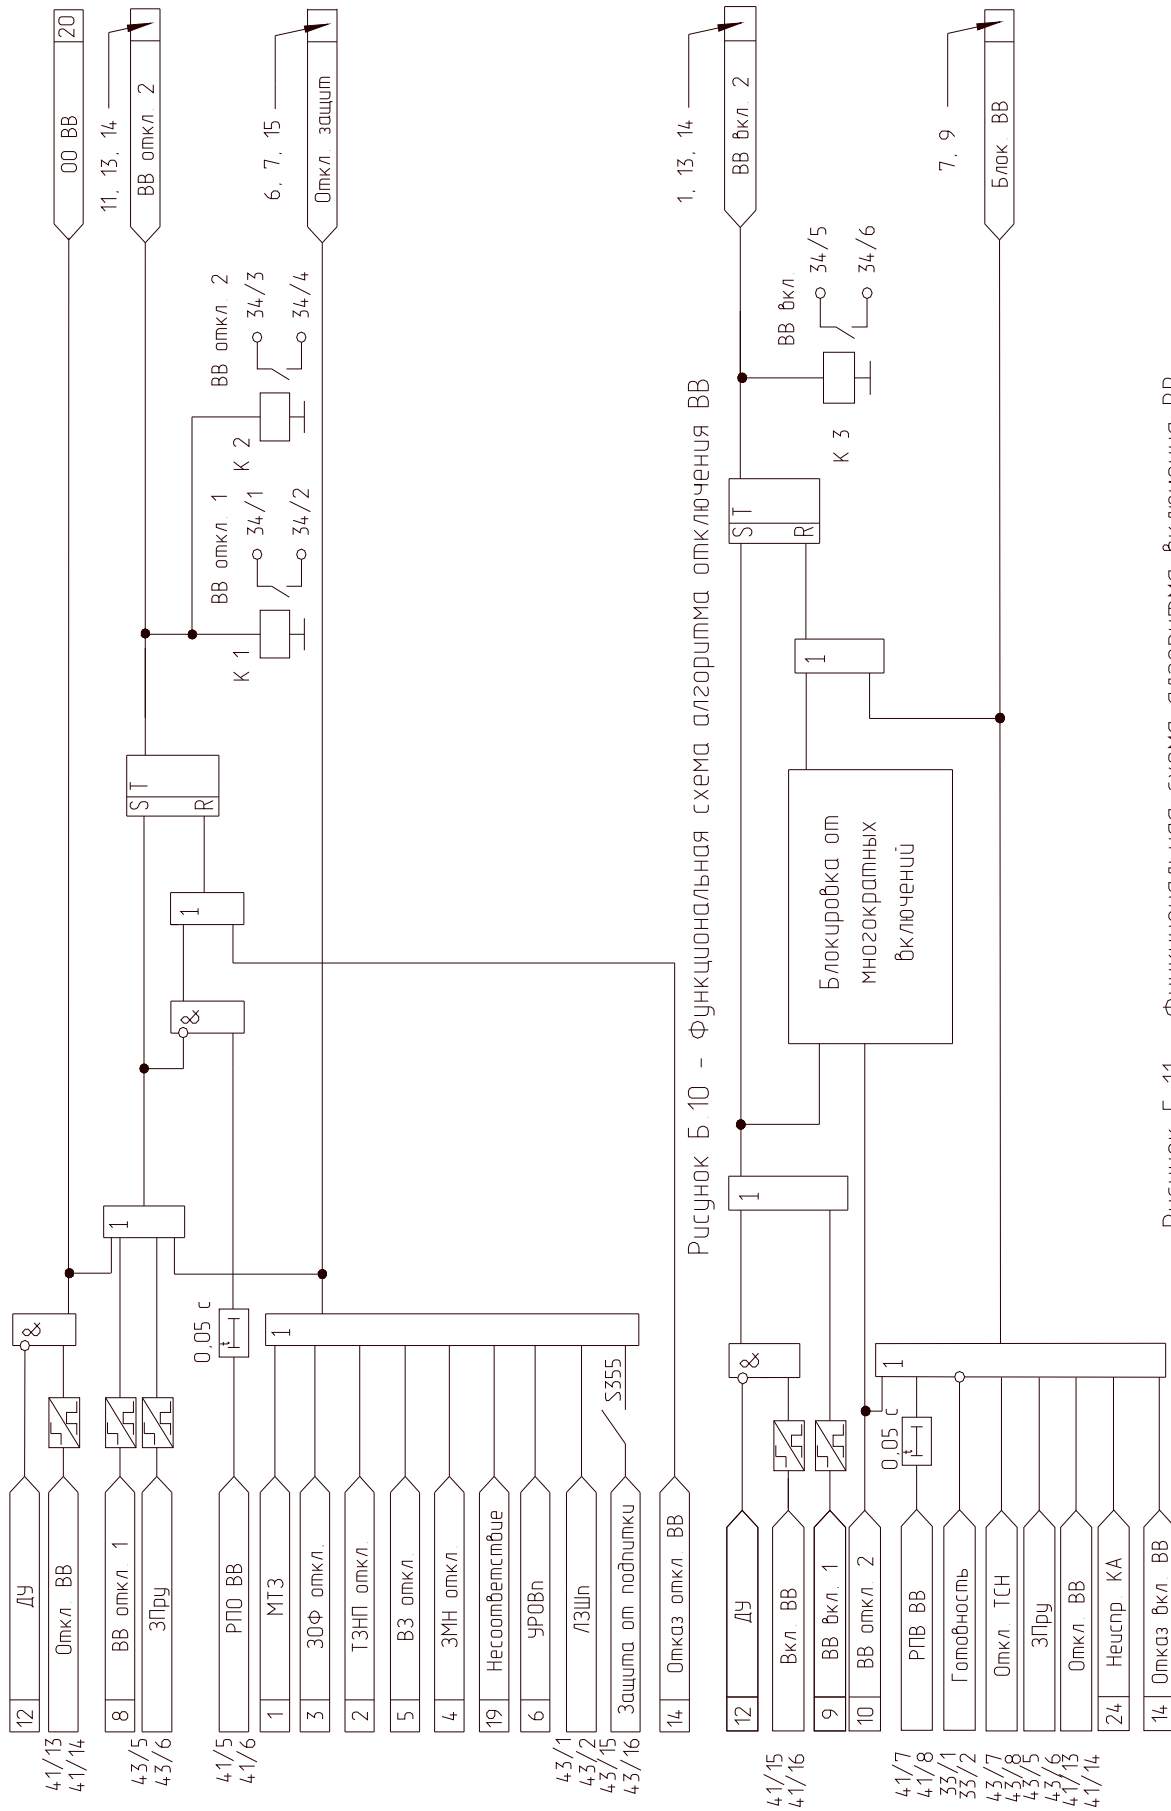 12 ДУ
41/13
41/14
Откл. ВВ
8 ВВ откл. 1
43/5
43/6
ЗПру
41/5
41/6
РПО ВВ
0,05 с
t
1 МТЗ
3 ЗОФ откл.
2 ТЗНП откл.
5 ВЗ откл.
4 ЗМН откл.
19 Несоответствие
6 УРОВп
43/1
43/2
ЛЗШп
43/15
43/16
Защита от подпитки
S355
14 Отказ откл. ВВ
&
1
1
&
1
S T
R
К 1
ВВ откл. 1
34/1
34/2
К 2
ВВ откл. 2
34/3
34/4
ОО ВВ 20
11, 13, 14
ВВ откл. 2
6, 7, 15
Откл. защит
Рисунок Б.10 - Функциональная схема алгоритма отключения ВВ
12 ДУ
41/15
41/16
Вкл. ВВ
9 ВВ вкл. 1
10 ВВ откл. 2
41/7
41/8
РПВ ВВ
0,05 с
t
33/1
33/2
Готовность
43/7
43/8
Откл. ТСН
43/5
43/6
ЗПру
41/13
41/14
Откл. ВВ
24 Неиспр КА
14 Отказ вкл. ВВ
&
1
1
Блокировка от
многократных
включений
1
S T
R
К 3
ВВ вкл.
34/5
34/6
1, 13, 14
ВВ вкл. 2
7, 9
Блок. ВВ